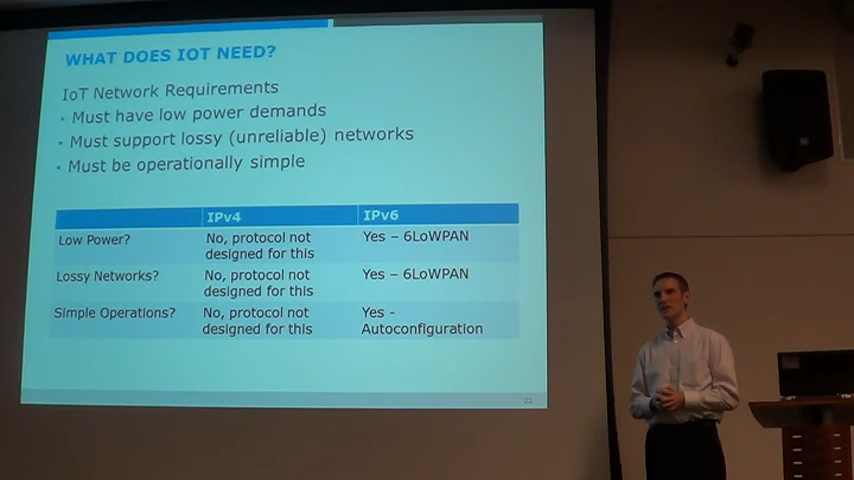 WHAT DOES IOT NEED?
IoT Network Requirements
• Must have low power demands
• Must support lossy (unreliable) networks
• Must be operationally simple
IPv4 IPv6
Low Power? No, protocol not designed for this Yes – 6LoWPAN
Lossy Networks? No, protocol not designed for this Yes – 6LoWPAN
Simple Operations? No, protocol not designed for this Yes - Autoconfiguration
22